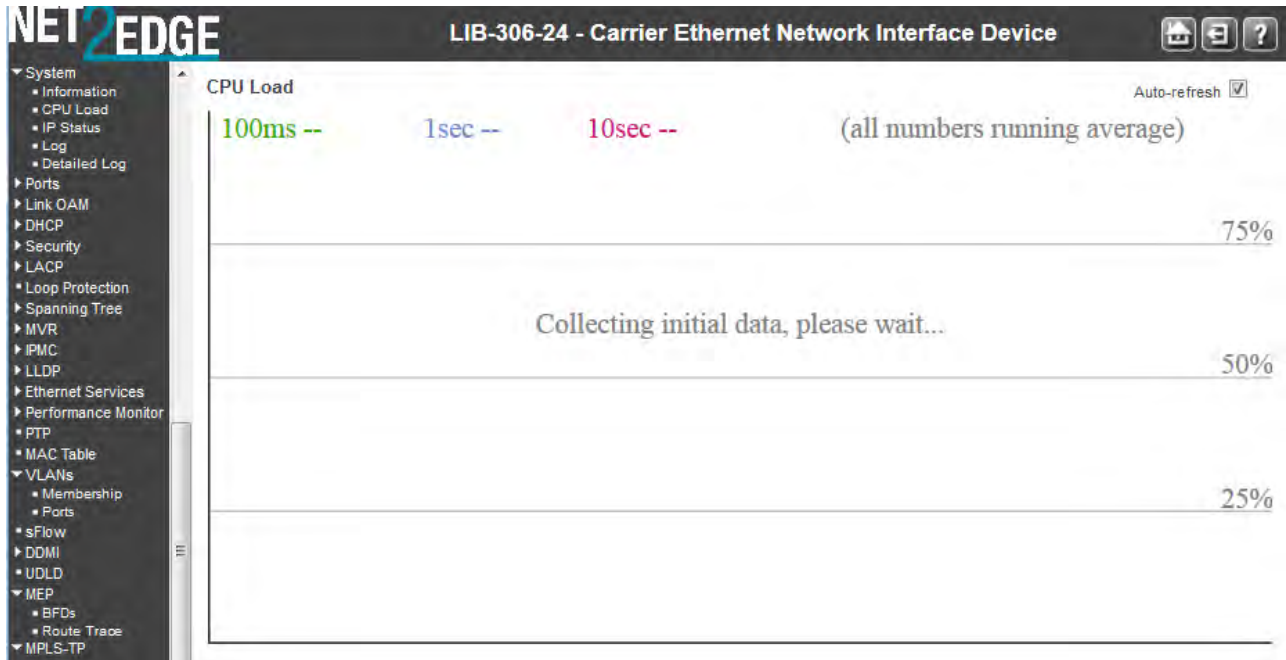 NET2EDGE
LIB-306-24 - Carrier Ethernet Network Interface Device
System
Information
CPU Load
IP Status
Log
Detailed Log
Ports
Link OAM
DHCP
Security
LACP
Loop Protection
Spanning Tree
MVR
IPMC
LLDP
Ethernet Services
Performance Monitor
PTP
MAC Table
VLANs
Membership
Ports
sFlow
DDMI
UDLD
MEP
BFDs
Route Trace
MPLS-TP
CPU Load
Auto-refresh
100ms -- 1sec -- 10sec -- (all numbers running average)
75%
Collecting initial data, please wait...
50%
25%